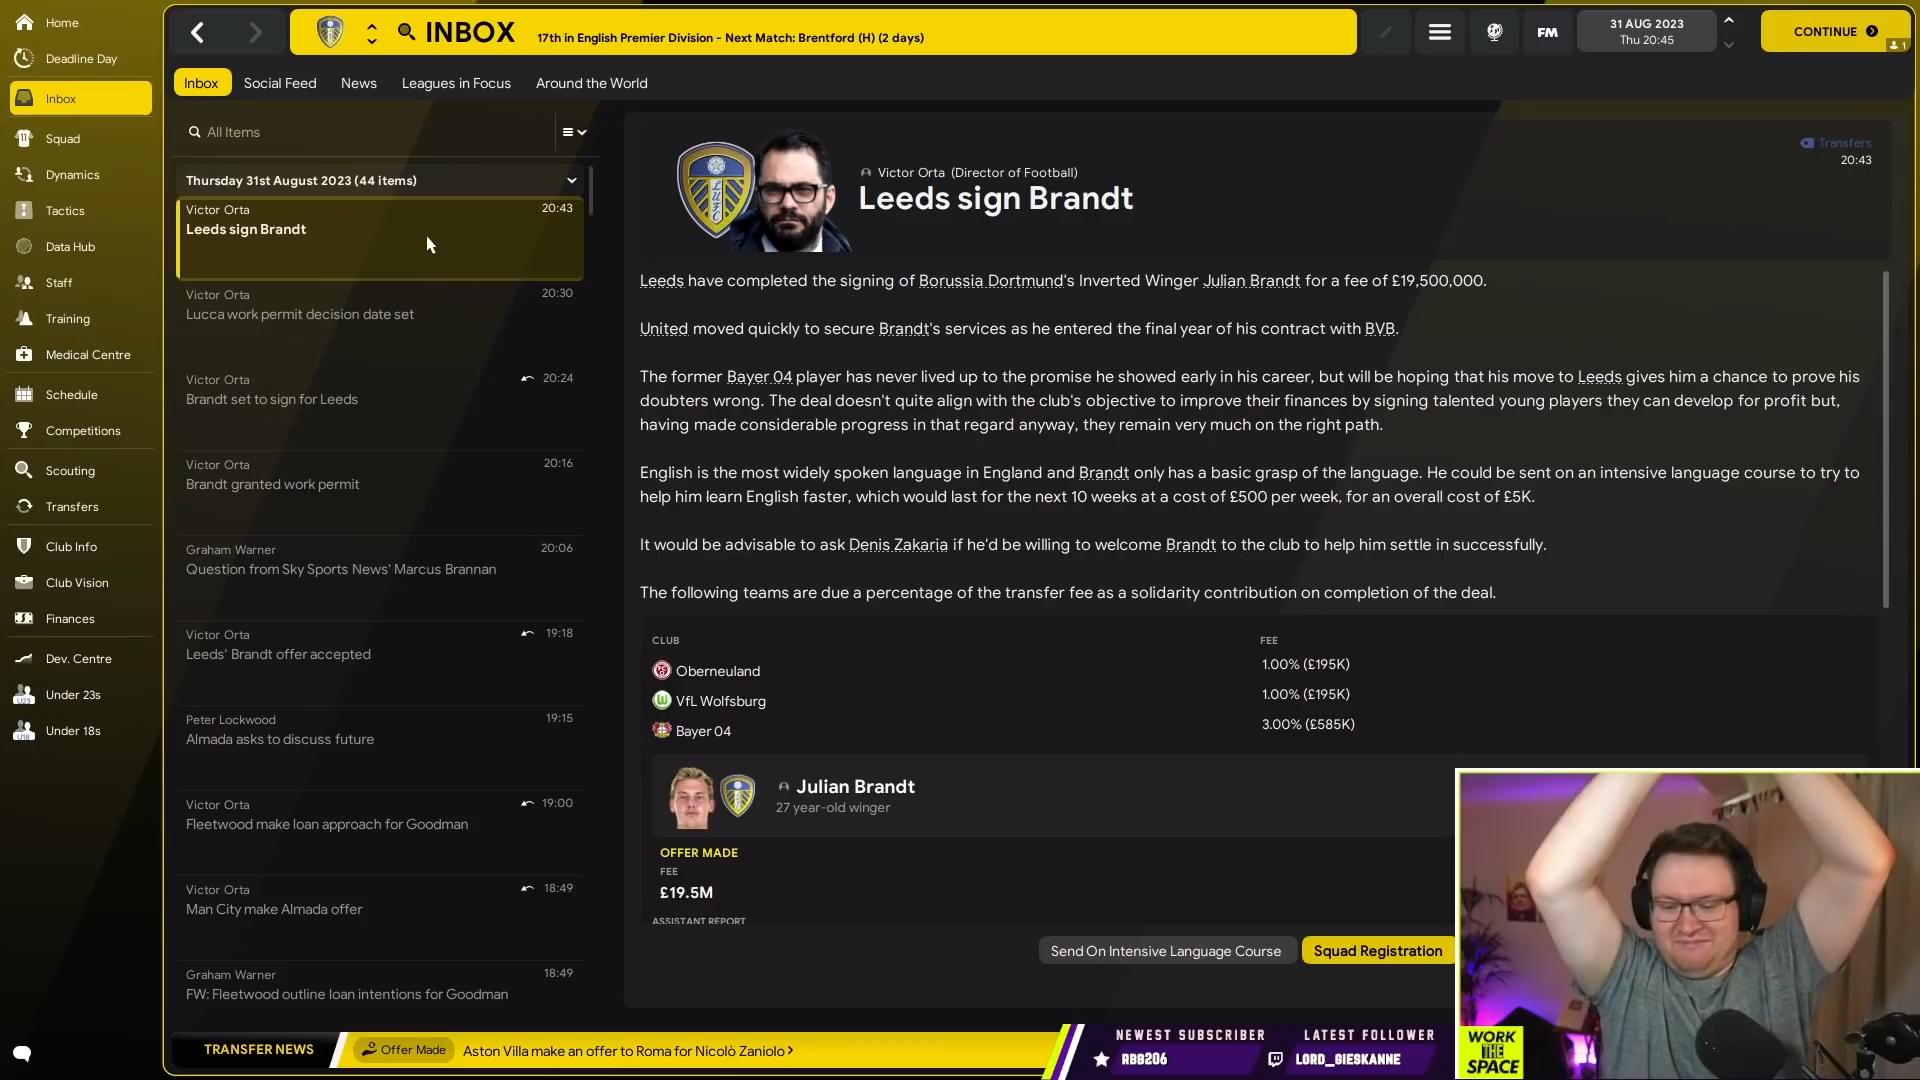 Home
Deadline Day
Inbox
Squad
Dynamics
Tactics
Data Hub
Staff
Training
Medical Centre
Schedule
Competitions
Scouting
Transfers
Club Info
Club Vision
Finances
Dev. Centre
Under 23s
Under 18s
INBOX
17th in English Premier Division - Next Match: Brentford (H) (2 days)
FM
31 AUG 2023
Thu 20:45
CONTINUE
1
Inbox Social Feed News Leagues in Focus Around the World
All Items
Thursday 31st August 2023 (44 items)
Victor Orta 20:43
Leeds sign Brandt
Victor Orta 20:30
Lucca work permit decision date set
Victor Orta 20:24
Brandt set to sign for Leeds
Victor Orta 20:16
Brandt granted work permit
Graham Warner 20:06
Question from Sky Sports News' Marcus Brennan
Victor Orta 19:18
Leeds' Brandt offer accepted
Peter Lockwood 19:15
Almada asks to discuss future
Victor Orta 19:00
Fleetwood make loan approach for Goodman
Victor Orta 18:49
Man City make Almada offer
Graham Warner 18:49
FW: Fleetwood outline loan intentions for Goodman
Victor Orta (Director of Football)
Leeds sign Brandt
Transfers
20:43
Leeds have completed the signing of Borussia Dortmund's Inverted Winger Julian Brandt for a fee of £19,500,000.
United moved quickly to secure Brandt's services as he entered the final year of his contract with BVB.
The former Bayer 04 player has never lived up to the promise he showed early in his career, but will be hoping that his move to Leeds gives him a chance to prove his
doubters wrong. The deal doesn't quite align with the club's objective to improve their finances by signing talented young players they can develop for profit but,
having made considerable progress in that regard anyway, they remain very much on the right path.
English is the most widely spoken language in England and Brandt only has a basic grasp of the language. He could be sent on an intensive language course to try to
help him learn English faster, which would last for the next 10 weeks at a cost of £500 per week, for an overall cost of £5K.
It would be advisable to ask Denis Zakaria if he'd be willing to welcome Brandt to the club to help him settle in successfully.
The following teams are due a percentage of the transfer fee as a solidarity contribution on completion of the deal.
CLUB FEE
Oberneuland 1.00% (£195K)
VfL Wolfsburg 1.00% (£195K)
Bayer 04 3.00% (£585K)
Julian Brandt
27 year-old winger
OFFER MADE
FEE
£19.5M
ASSISTANT REPORT
Send On Intensive Language Course
Squad Registration
TRANSFER NEWS
Offer Made
Aston Villa make an offer to Roma for Nicolò Zaniolo
NEWEST SUBSCRIBER
RBB206
LATEST FOLLOWER
LORD_GIESKANNE
WORK
THE
SPACE